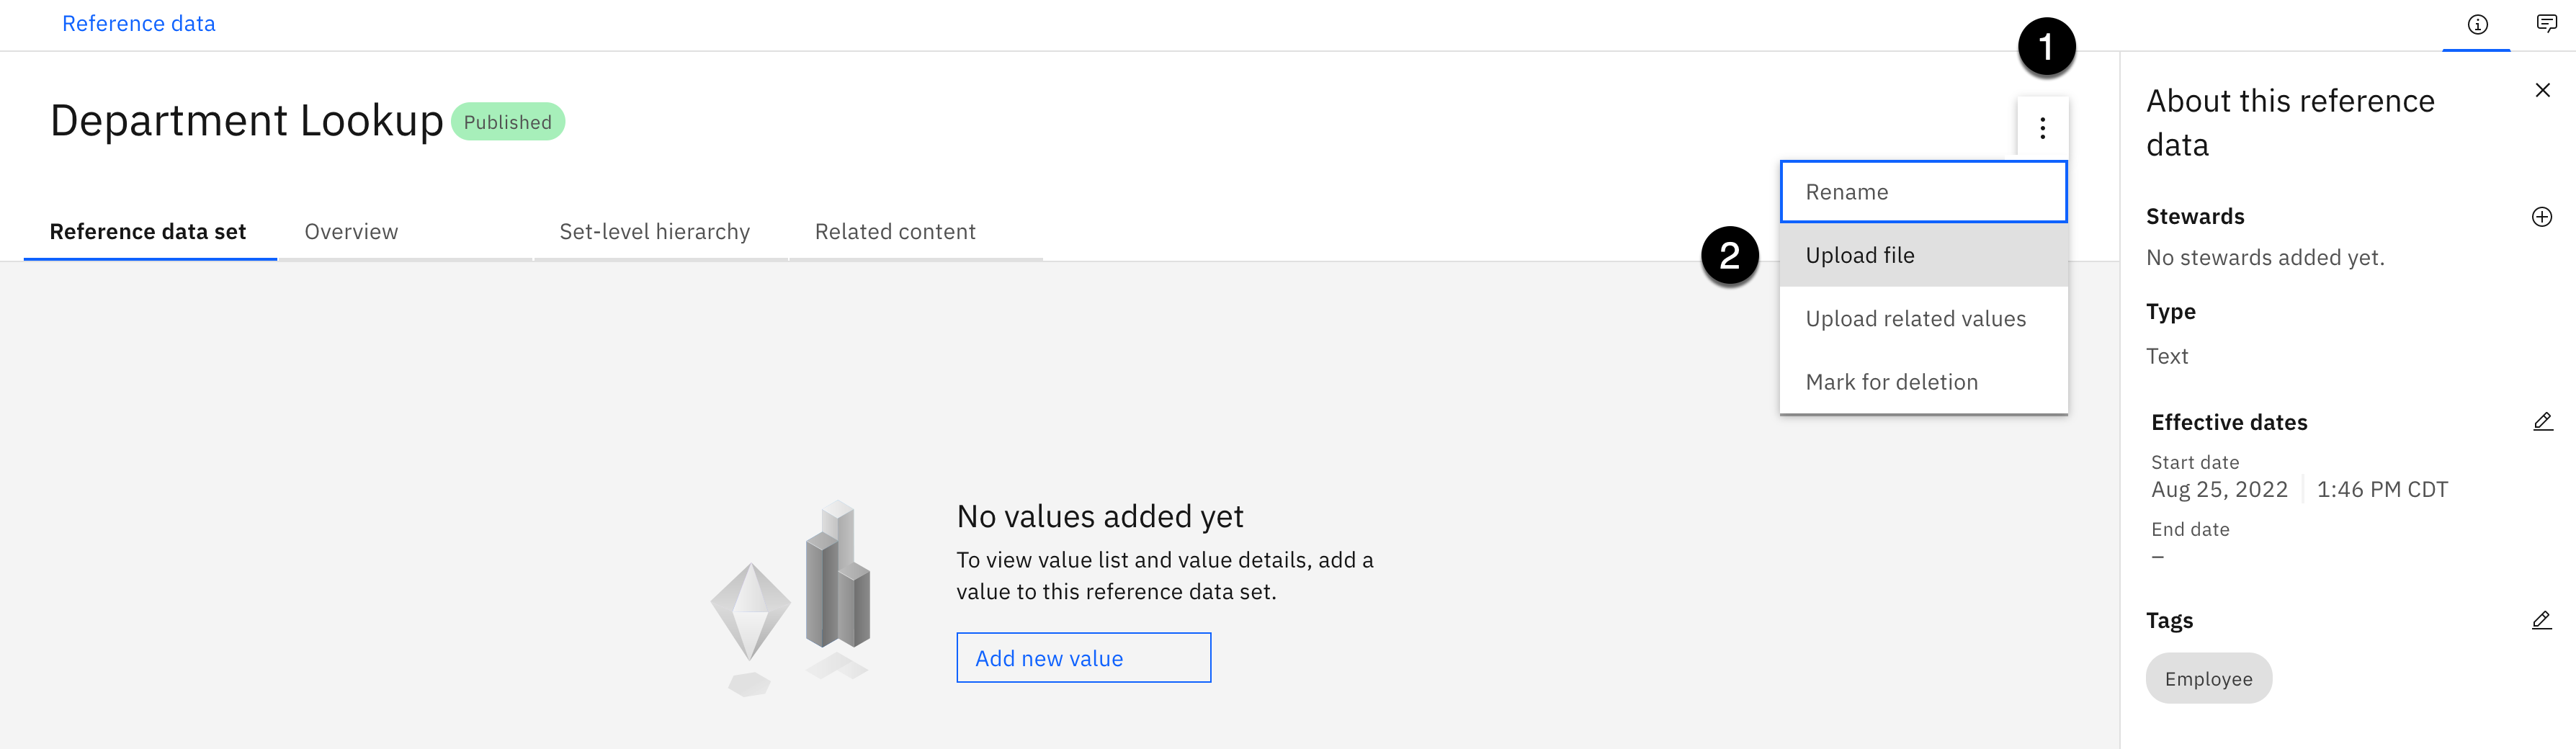 Reference data
1
Department Lookup Published
Rename
2 Upload file
Upload related values
Mark for deletion
Reference data set Overview Set-level hierarchy Related content
No values added yet
To view value list and value details, add a
value to this reference data set.
Add new value
About this reference
data
Stewards
No stewards added yet.
Type
Text
Effective dates
Start date
Aug 25, 2022 1:46 PM CDT
End date
–
Tags
Employee